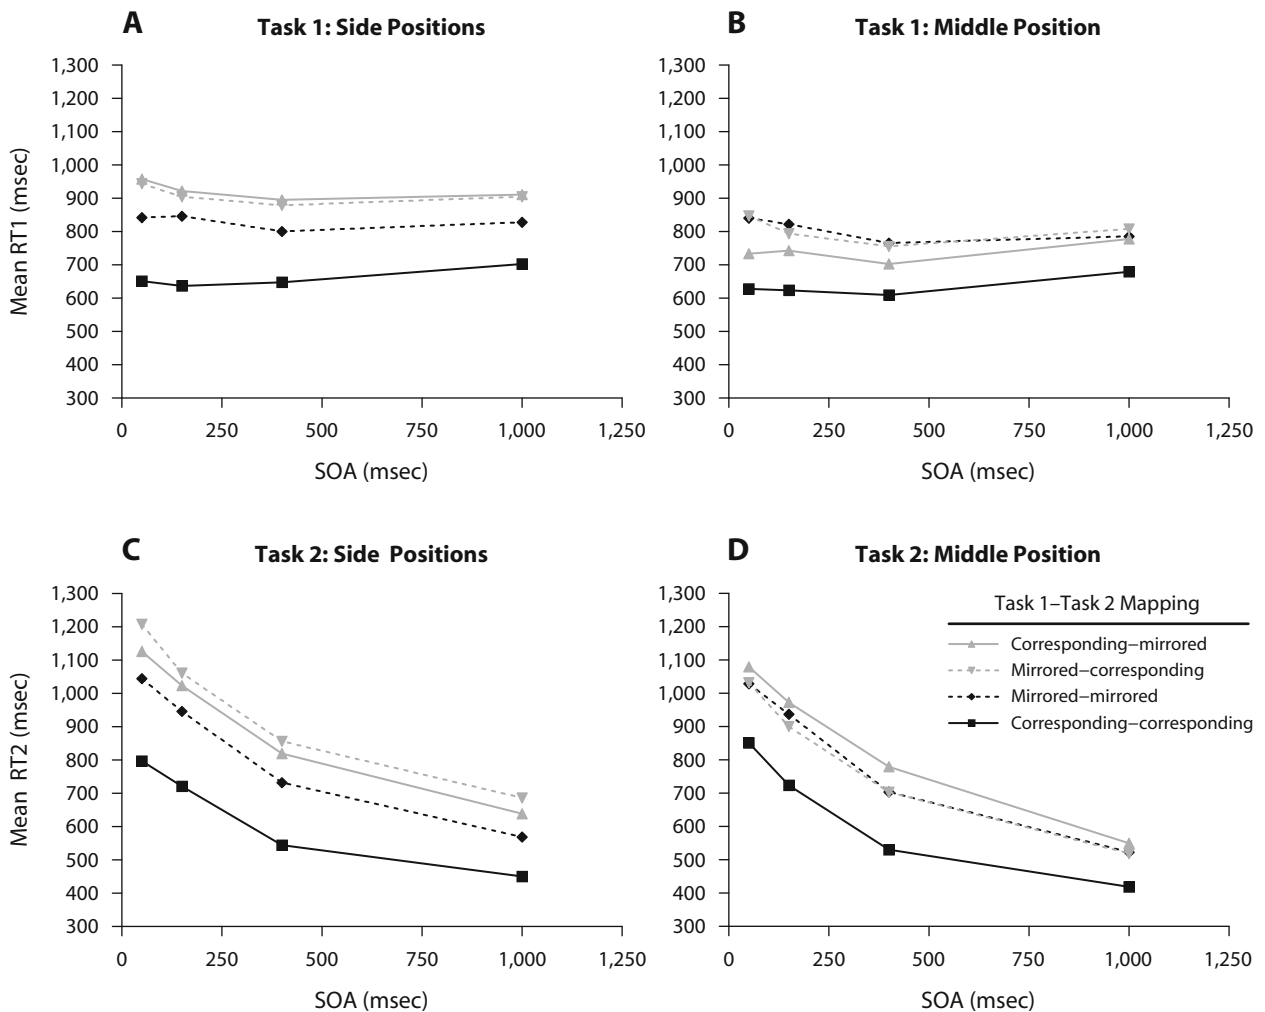 A Task 1: Side Positions
1,300
1,200
1,100
1,000
900
800
700
600
500
400
300
Mean RT1 (msec)
0 250 500 750 1,000 1,250
SOA (msec)
B Task 1: Middle Position
1,300
1,200
1,100
1,000
900
800
700
600
500
400
300
0 250 500 750 1,000 1,250
SOA (msec)
C Task 2: Side Positions
1,300
1,200
1,100
1,000
900
800
700
600
500
400
300
Mean RT2 (msec)
0 250 500 750 1,000 1,250
SOA (msec)
D Task 2: Middle Position
1,300
1,200
1,100
1,000
900
800
700
600
500
400
300
Task 1–Task 2 Mapping
Corresponding–mirrored
Mirrored–corresponding
Mirrored–mirrored
Corresponding–corresponding
0 250 500 750 1,000 1,250
SOA (msec)